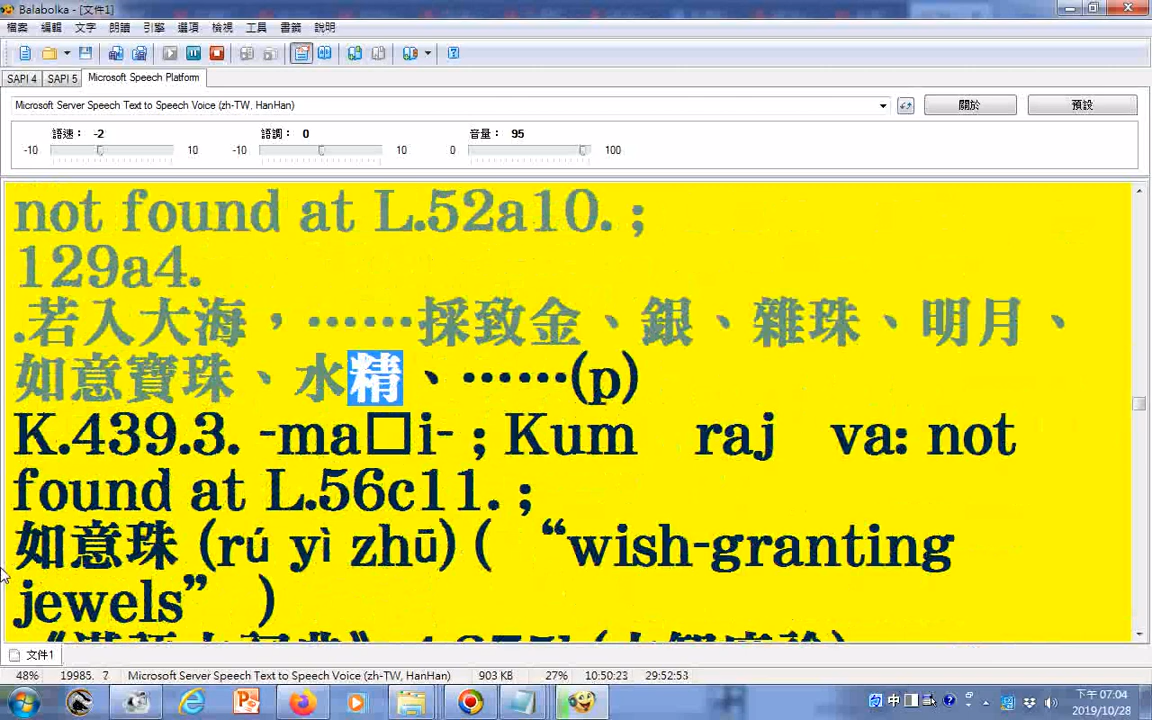 Balabolka - [文件1]
檔案 編輯 文字 朗讀 引擎 選項 檢視 工具 書籤 說明
SAPI 4 SAPI 5 Microsoft Speech Platform
Microsoft Server Speech Text to Speech Voice (zh-TW, HanHan) 關於 預設
語速： -2 語調： 0 音量： 95
-10 10 -10 10 0 100
not found at L.52a10. ;
129a4.
.若入大海，……採致金、銀、雜珠、明月、
如意寶珠、水精、……(p)
K.439.3. -ma□i- ; Kum raj va: not
found at L.56c11. ;
如意珠 (rú yì zhū) ( “wish-granting
jewels” )
文件1
48% 19985. 7 Microsoft Server Speech Text to Speech Voice (zh-TW, HanHan) 903 KB 27% 10:50:23 29:52:53
中 下午 07:04
2019/10/28